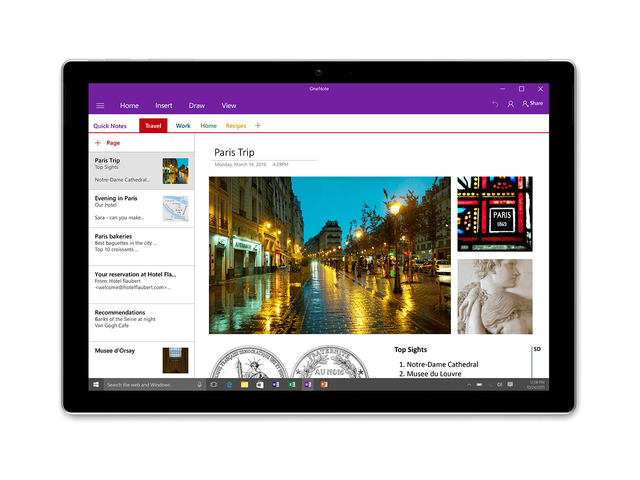 OneNote
Home Insert Draw View
Share
Quick Notes Travel Work Home Recipes
+ Page
Paris Trip
Top Sights
Notre-Dame Cathedral...
Evening in Paris
Our hotel
Sara - can you make..
Paris bakeries
Best baguettes in the city ...
Top 10 croissants ...
Your reservation at Hotel Fla...
From: Hotel Flaubert
<welcome@hotelflaubert.com>...
Recommendations
Banks of the Seine at night
Van Gogh Cafe
Musee d'Orsay
Paris Trip
Monday, March 14, 2016 4:29PM
PARIS
Top Sights
1. Notre-Dame Cathedral
2. Musee du Louvre
SD
FRATERNITÉ
AU NOM
Search the web and Windows